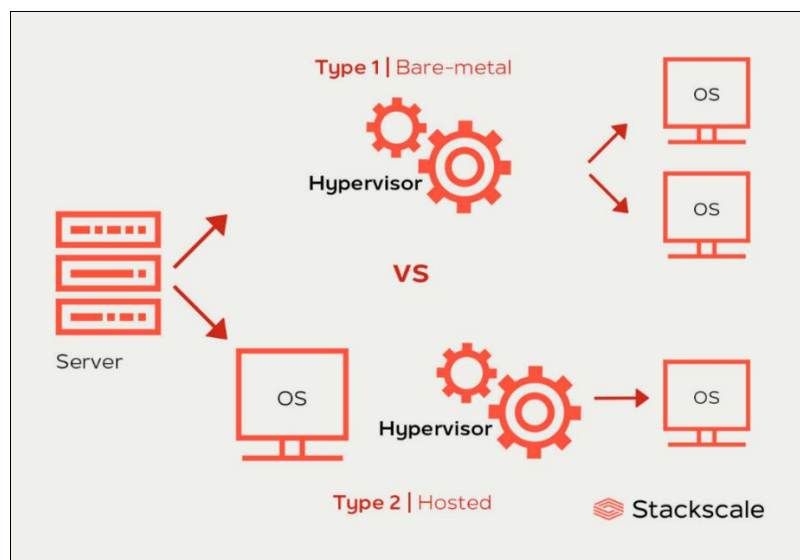 Type 1 | Bare-metal
OS
Hypervisor
OS
VS
Server
OS
Hypervisor
OS
Type 2 | Hosted
Stackscale